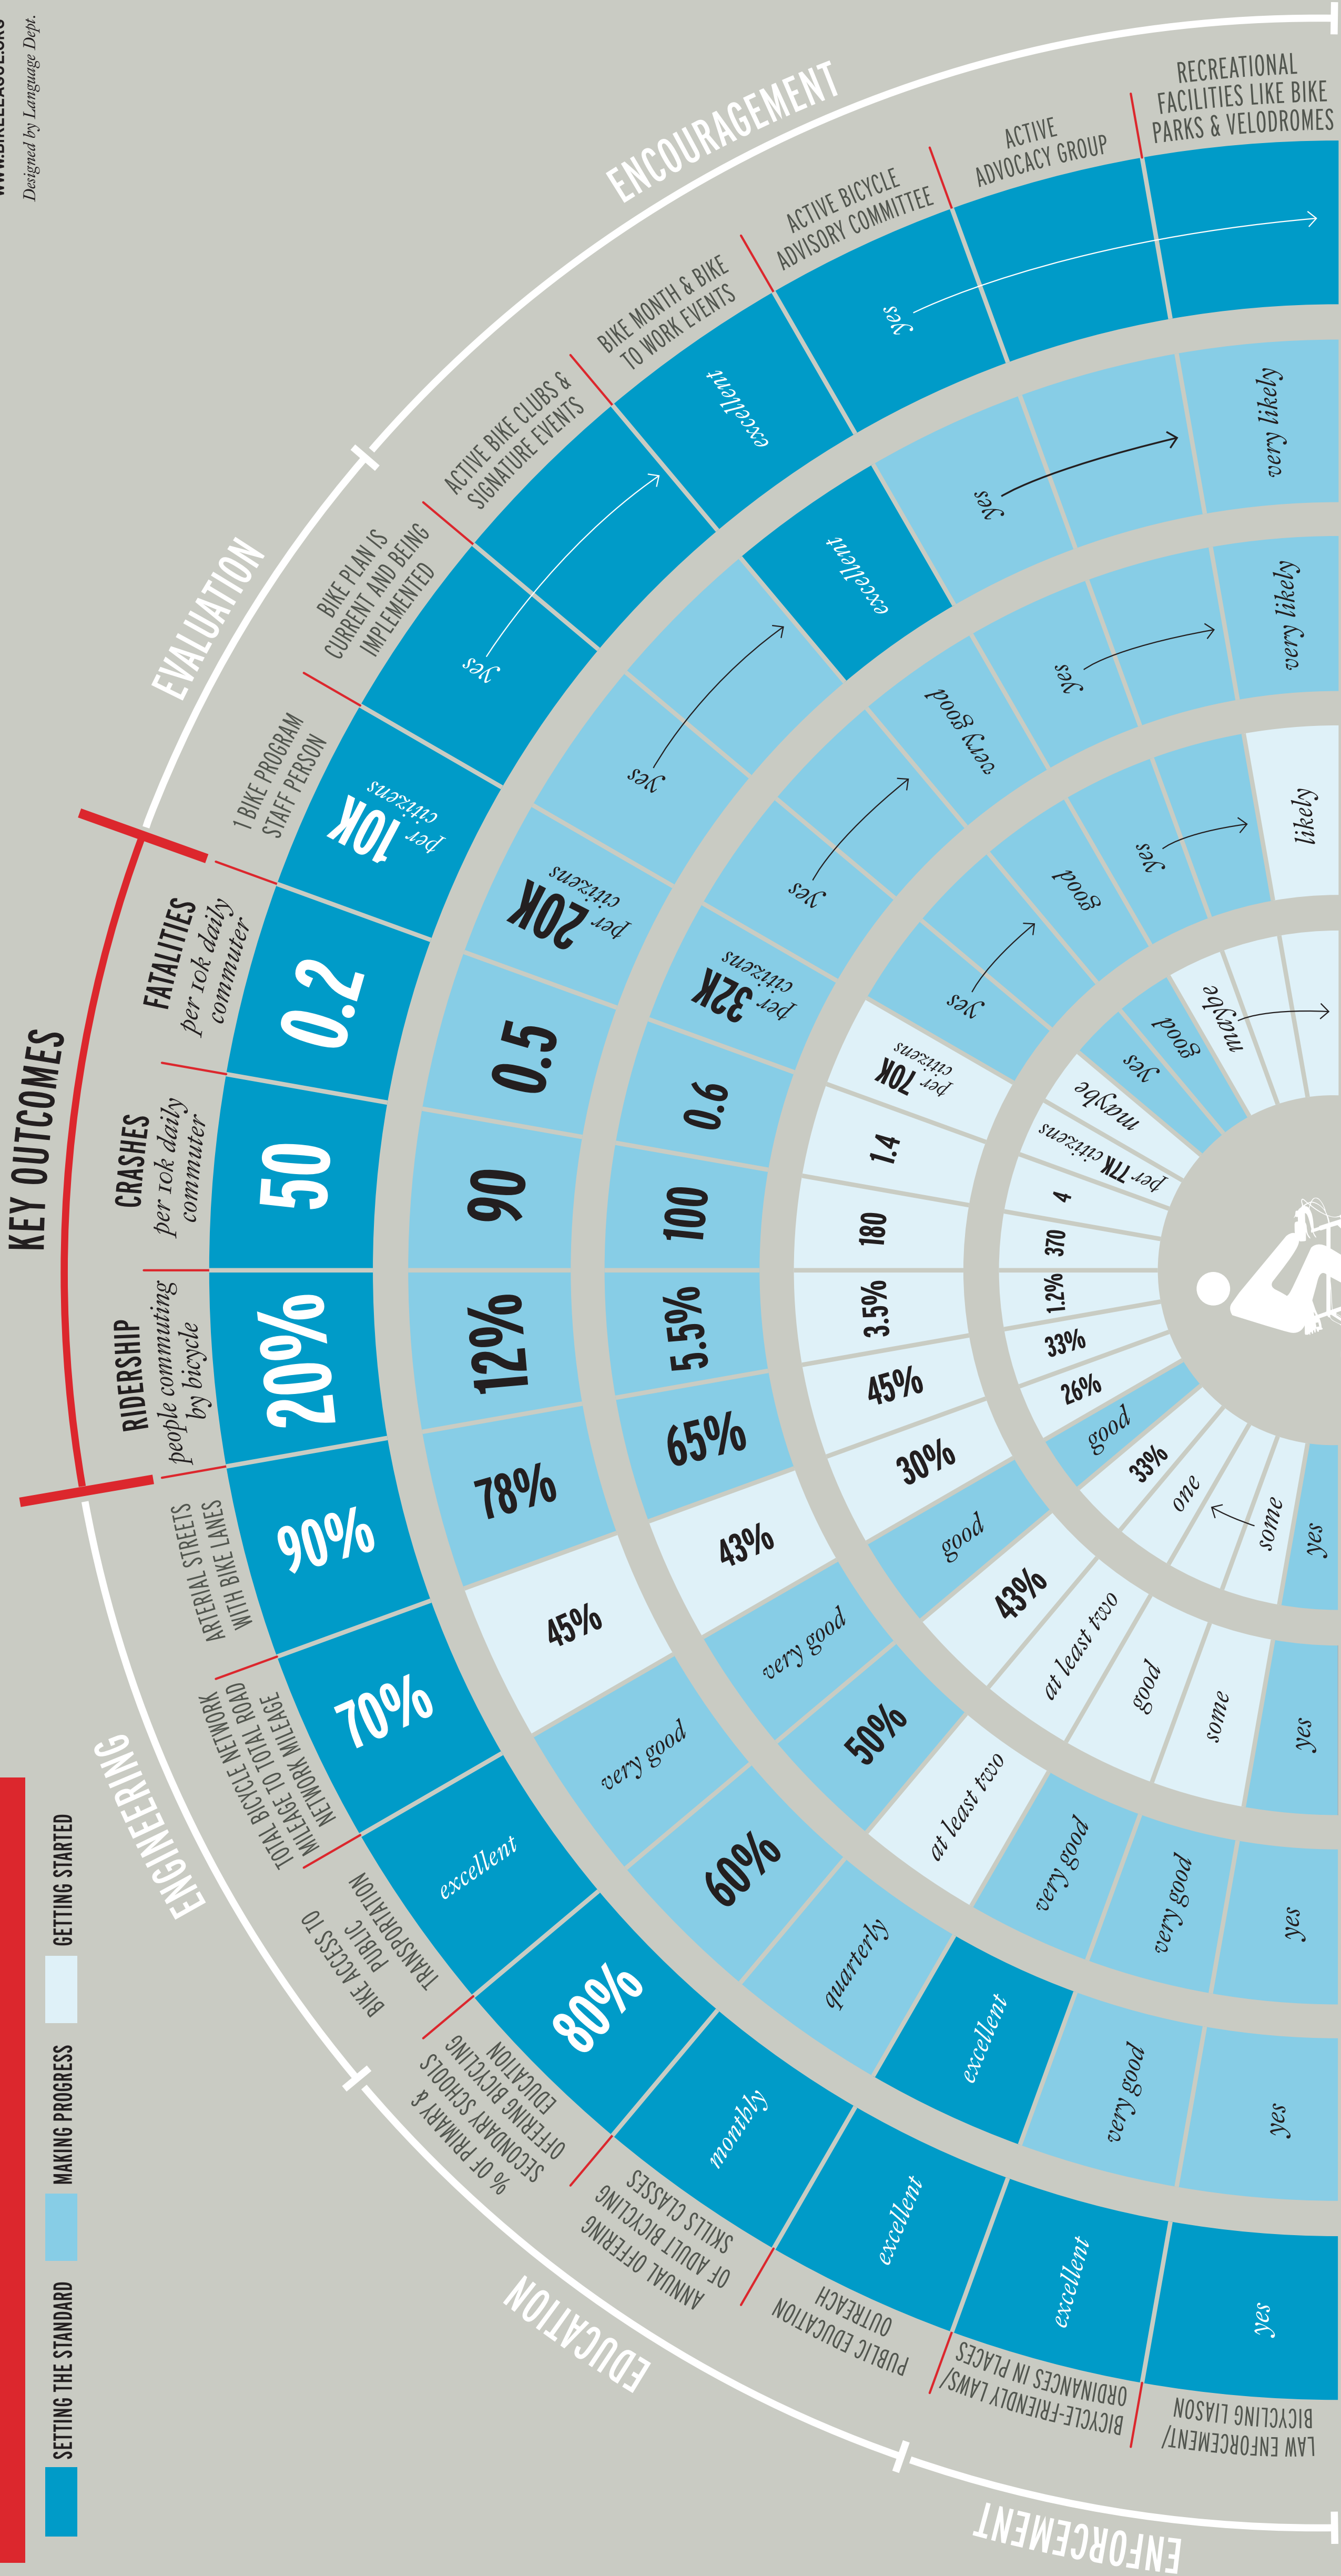 WWW.BIKELEAGUE.ORG
Designed by Language Dept.
SETTING THE STANDARD
MAKING PROGRESS
GETTING STARTED
KEY OUTCOMES
RIDERSHIP
people commuting
by bicycle
20%
12%
5.5%
3.5%
1.2%
CRASHES
per 10k daily
commuter
50
90
100
180
370
FATALITIES
per 10k daily
commuter
0.2
0.5
0.6
1.4
4
EVALUATION
1 BIKE PROGRAM
STAFF PERSON
per 10K
citizens
per 20K
citizens
per 32K
citizens
per 70K
citizens
per 77K citizens
BIKE PLAN IS
CURRENT AND BEING
IMPLEMENTED
yes
yes
yes
yes
maybe
ENCOURAGEMENT
ACTIVE BIKE CLUBS &
SIGNATURE EVENTS
yes
BIKE MONTH & BIKE
TO WORK EVENTS
excellent
excellent
very good
good
good
ACTIVE BICYCLE
ADVISORY COMMITTEE
yes
yes
yes
yes
maybe
ACTIVE
ADVOCACY GROUP
RECREATIONAL
FACILITIES LIKE BIKE
PARKS & VELODROMES
very likely
very likely
likely
ENGINEERING
ARTERIAL STREETS
WITH BIKE LANES
90%
78%
65%
45%
33%
TOTAL BICYCLE NETWORK
MILEAGE TO TOTAL ROAD
NETWORK MILEAGE
70%
45%
43%
30%
26%
BIKE ACCESS TO
PUBLIC
TRANSPORTATION
excellent
very good
very good
good
good
EDUCATION
% OF PRIMARY &
SECONDARY SCHOOLS
OFFERING BICYCLING
EDUCATION
80%
60%
50%
43%
33%
ANNUAL OFFERING
OF ADULT BICYCLING
SKILLS CLASSES
monthly
quarterly
at least two
at least two
one
PUBLIC EDUCATION
OUTREACH
excellent
excellent
very good
good
ENFORCEMENT
BICYCLE-FRIENDLY LAWS/
ORDINANCES IN PLACES
excellent
very good
very good
some
some
LAW ENFORCEMENT/
BICYCLING LIASON
yes
yes
yes
yes
yes